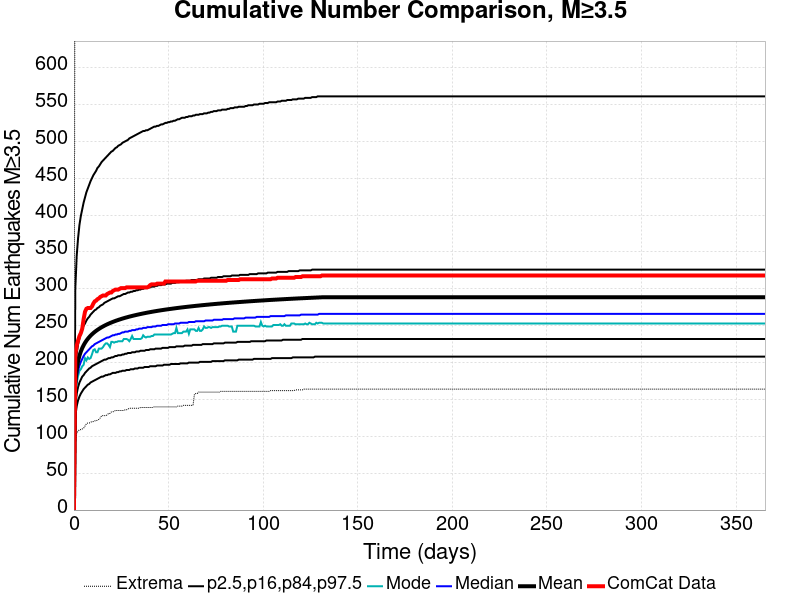 Cumulative Number Comparison, M≥3.5
Cumulative Num Earthquakes M≥3.5
600
550
500
450
400
350
300
250
200
150
100
50
0
0 50 100 150 200 250 300 350
Time (days)
Extrema p2.5,p16,p84,p97.5 Mode Median Mean ComCat Data